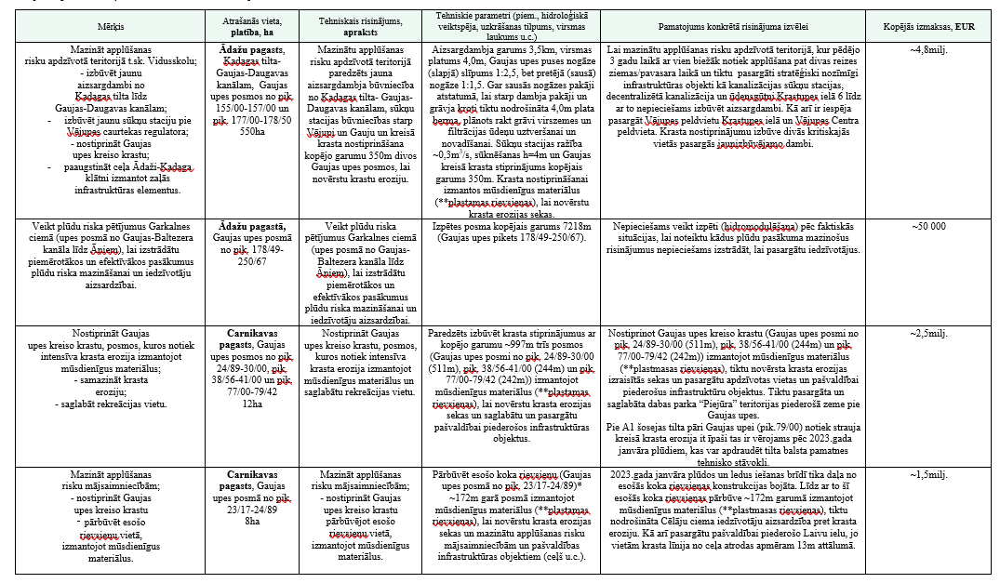 Mērķis
Atrašanās vieta,
platība, ha
Tehniskais risinājums,
apraksts
Tehniskie parametri (piem., hidroloģiskā
veiktspēja, uzkrāšanas tilpums, virsmas
laukums u.c.)
Pamatojums konkrētā risinājuma izvēlei
Kopējās izmaksas, EUR
Mazināt applūšanas
risku apdzīvotā teritorijā t.sk. Vidusskolu;
- izbūvēt jaunu
aizsargdambi no
Kadagas tilta līdz
Gaujas-Daugavas kanālam;
- izbūvēt jaunu sūkņu staciju pie
Vējupes caurtekas regulatora;
- nostiprināt Gaujas
upes kreiso krastu;
- paaugstināt ceļa Ādaži-Kadaga,
klātni izmantot zaļās
infrastruktūras elementus.
Ādažu pagasts,
Kadagas tilta-
Gaujas-Daugavas
kanālam, Gaujas
upes posmos no pik.
155/00-157/00 un
pik. 177/00-178/50
550ha
Mazinātu applūšanas
risku apdzīvotā teritorijā
paredzēts jauna
aizsargdambja būvniecība
no Kadagas tilta- Gaujas-
Daugavas kanālam, sūkņu
stacijas būvniecības starp
Vējupi un Gauju un kreisā
krasta nostiprināšana
kopējo garumu 350m divos
Gaujas upes posmos, lai
novērstu krastu eroziju.
Aizsargdambja garums 3,5km, virsmas
platums 4,0m, Gaujas upes puses nogāze
(slapjā) slīpums 1:2,5, bet pretējā (sausā)
nogāze 1:1,5. Gar sausās nogāzes pakāji
atstatumā, lai starp dambja pakāji un
grāvja kroti tiktu nodrošināta 4,0m plata
berma, plānots rakt grāvi virszemes un
filtrācijas ūdeņu uztveršanai un
novadīšanai. Sūkņu stacijas ražība
~0,3m³/s, sūknēšanas h=4m un Gaujas
kreisā krasta stiprinājums kopējais
garums 350m. Krasta nostiprināšanai
izmantos mūsdienīgus materiālus
(**plastamas rievsienas), lai novērstu
krasta erozijas sekas.
Lai mazinātu applūšanas risku apdzīvotā teritorijā, kur pēdējo
3 gadu laikā ar vien biežāk notiek applūšana pat divas reizes
ziemas/pavasara laikā un tiktu pasargāti stratēģiski nozīmīgi
infrastruktūras objekti kā kanalizācijas sūkņu stacijas,
decentralizētā kanalizācija un ūdensgūtni Krastupes ielā 6 līdz
ar to nepieciešams izbūvēt aizsargdambi. Kā arī ir iespēja
pasargāt Vējupes peldvietu Krastupes ielā un Vējupes Centra
peldvieta. Krasta nostiprinājumu izbūve divās kritiskajās
vietās pasargās jaunizbūvējamo dambi.
~4,8milj.
Veikt plūdu riska pētījumus Garkalnes
ciemā (upes posmā no Gaujas-Baltezera
kanāla līdz Āņiem), lai izstrādātu
piemērotākos un efektīvākos pasākumus
plūdu riska mazināšanai un iedzīvotāju
aizsardzībai.
Ādažu pagastā,
Gaujas upes posmā
no pik. 178/49-
250/67
Veikt plūdu riska
pētījumus Garkalnes ciemā
(upes posmā no Gaujas-
Baltezera kanāla līdz
Āņiem), lai izstrādātu
piemērotākos un
efektīvākos pasākumus
plūdu riska mazināšanai un
iedzīvotāju aizsardzībai.
Izpētes posma kopējais garums 7218m
(Gaujas upes pikets 178/49-250/67).
Nepieciešams veikt izpēti (hidromodulēšana) pēc faktiskās
situācijas, lai noteiktu kādus plūdu pasākuma mazinošus
risinājumus nepieciešams izstrādāt, lai pasargātu iedzīvotājus.
~50 000
Nostiprināt Gaujas
upes kreiso krastu, posmos, kuros notiek
intensīva krasta erozija izmantojot
mūsdienīgus materiālus;
- samazināt krasta
eroziju;
- saglabāt rekreācijas vietu.
Carnikavas
pagasts, Gaujas
upes posmos no pik.
24/89-30/00, pik.
38/56-41/00 un pik.
77/00-79/42
12ha
Nostiprināt Gaujas
upes kreiso krastu, posmos,
kuros notiek intensīva
krasta erozija izmantojot
mūsdienīgus materiālus un
saglabātu rekreācijas vietu.
Paredzēts izbūvēt krasta stiprinājumus ar
kopējo garumu ~997m trīs posmos
(Gaujas upes posmi no pik. 24/89-30/00
(511m), pik. 38/56-41/00 (244m) un pik.
77/00-79/42 (242m)) izmantojot
mūsdienīgus materiālus (**plastamas
rievsienas), lai novērstu krasta erozijas
sekas un saglabātu un pasargātu
pašvaldībai piederošos infrastruktūras
objektus.
Nostiprinot Gaujas upes kreiso krastu (Gaujas upes posmi no
pik. 24/89-30/00 (511m), pik. 38/56-41/00 (244m) un pik.
77/00-79/42 (242m)) izmantojot mūsdienīgus materiālus
(**plastmasas rievsienas), tiktu novērsta krasta erozijas
izraisītās sekas un pasargātu apdzīvotas vietas un pašvaldībai
piederošus infrastruktūru objektus. Tiktu pasargāta un
saglabāta dabas parka “Piejūra” teritorijas piederošā zeme pie
Gaujas upes.
Pie A1 šosejas tilta pāri Gaujas upei (pik.79/00) notiek strauja
kreisā krasta erozija it īpaši tas ir vērojams pēc 2023.gada
janvāra plūdiem, kas var apdraudēt tilta balsta pamatnes
tehnisko stāvokli.
~2,5milj.
Mazināt applūšanas
risku mājsaimniecībām;
- nostiprināt Gaujas
upes kreiso krastu
- pārbūvēt esošo
rievsienu vietā,
izmantojot mūsdienīgus
materiālus.
Carnikavas
pagasts, Gaujas
upes posmā no pik.
23/17-24/89
8ha
Mazināt applūšanas
risku mājsaimniecībām;
- nostiprināt Gaujas
upes kreiso krastu
pārbūvējot esošo
rievsienu vietā,
izmantojot mūsdienīgus
materiālus.
Pārbūvēt esošo koka rievsienu (Gaujas
upes posmā no pik. 23/17-24/89)*
~172m garā posmā izmantojot
mūsdienīgus materiālus (**plastamas
rievsienas), lai novērstu krasta erozijas
sekas un mazinātu applūšanas risku
mājsaimniecībām un pašvaldības
infrastruktūras objektiem (ceļš u.c.).
2023.gada janvāra plūdos un ledus iešanas brīdī tika daļa no
esošās koka rievsienas konstrukcijas bojāta. Līdz ar to šī
esošās koka rievsienas pārbūve ~172m garumā izmantojot
mūsdienīgus materiālus (**plastmasas rievsienas), tiktu
nodrošināta Cēlāju ciema iedzīvotāju aizsardzība pret krasta
eroziju. Kā arī pasargātu pašvaldībai piederošo Laivu ielu, jo
vietām krasta līnija no ceļa atrodas apmēram 15m attālumā.
~1,5milj.